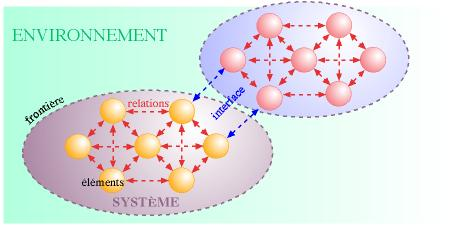 ENVIRONNEMENT
frontière
relations
interface
éléments
SYSTÈME